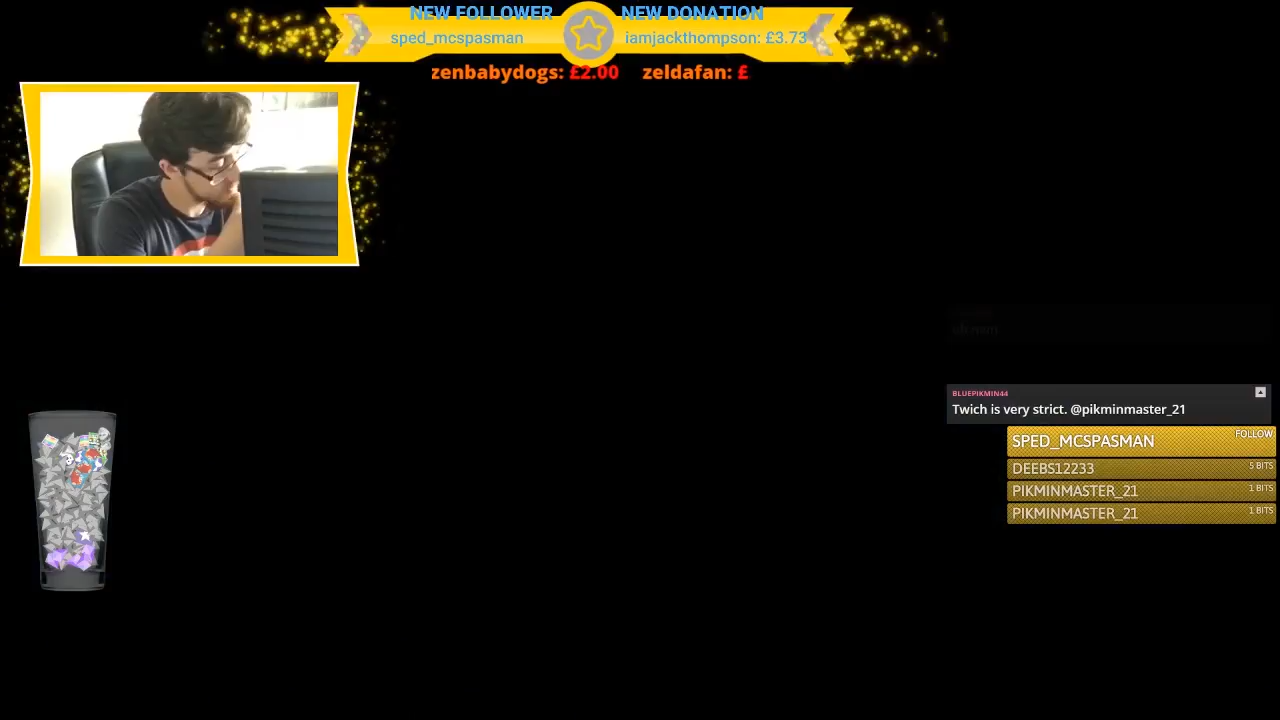 NEW FOLLOWER
sped_mcspasman
NEW DONATION
iamjackthompson: £3.73
zenbabydogs: £2.00 zeldafan: £
BLUEPIKMIN44
Twich is very strict. @pikminmaster_21
SPED_MCSPASMAN FOLLOW
DEEBS12233 5 BITS
PIKMINMASTER_21 1 BITS
PIKMINMASTER_21 1 BITS